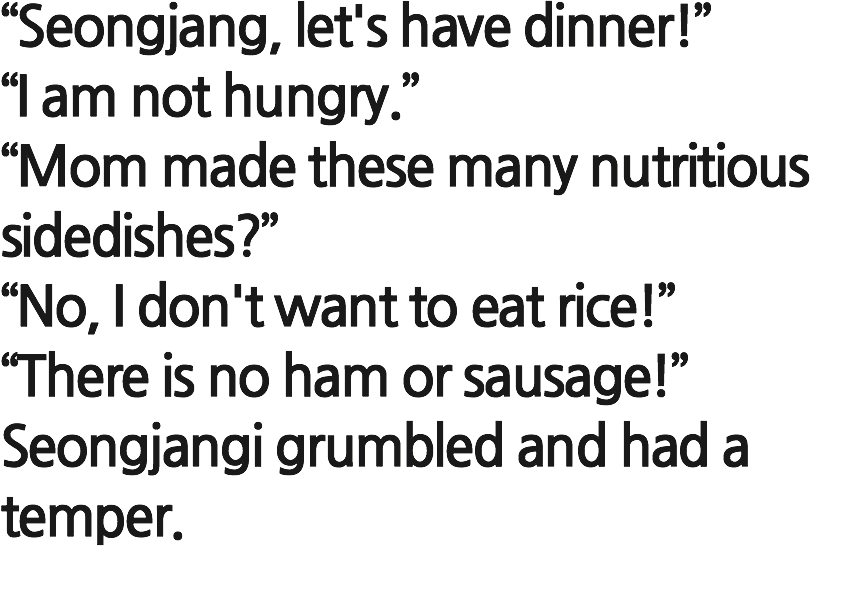 “Seongjang, let's have dinner!”
“I am not hungry.”
“Mom made these many nutritious
sidedishes?”
“No, I don't want to eat rice!”
“There is no ham or sausage!”
Seongjangi grumbled and had a
temper.